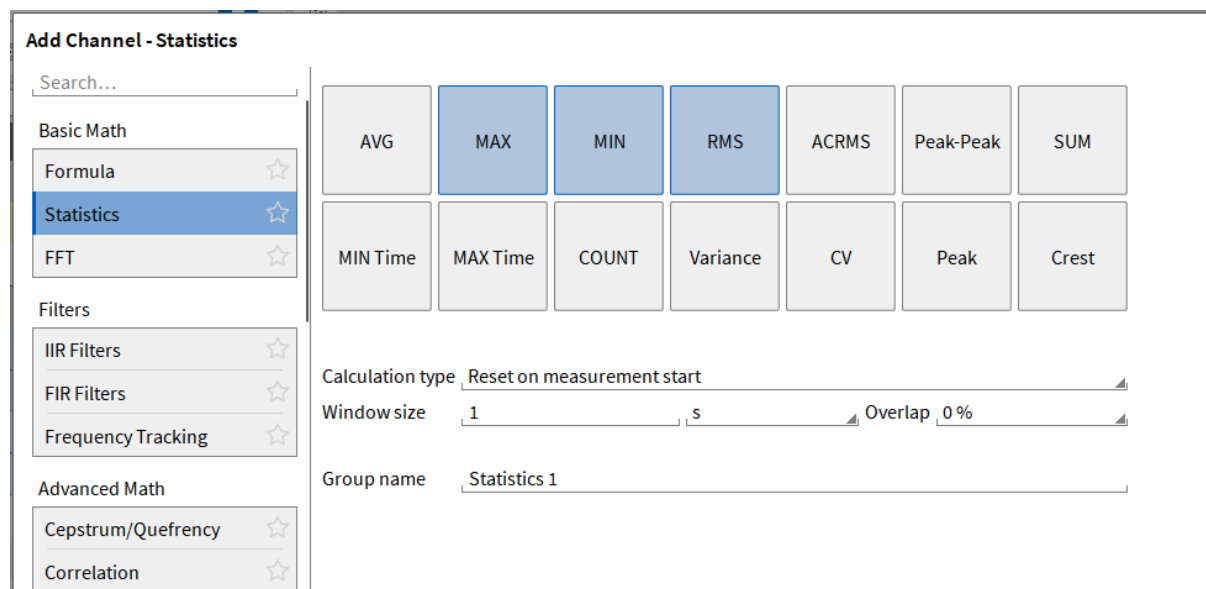 Add Channel - Statistics
Search...
Basic Math
Formula
Statistics
FFT
Filters
IIR Filters
FIR Filters
Frequency Tracking
Advanced Math
Cepstrum/Quefrency
Correlation
AVG MAX MIN RMS ACRMS Peak-Peak SUM
MIN Time MAX Time COUNT Variance CV Peak Crest
Calculation type Reset on measurement start
Window size 1 s Overlap 0 %
Group name Statistics 1